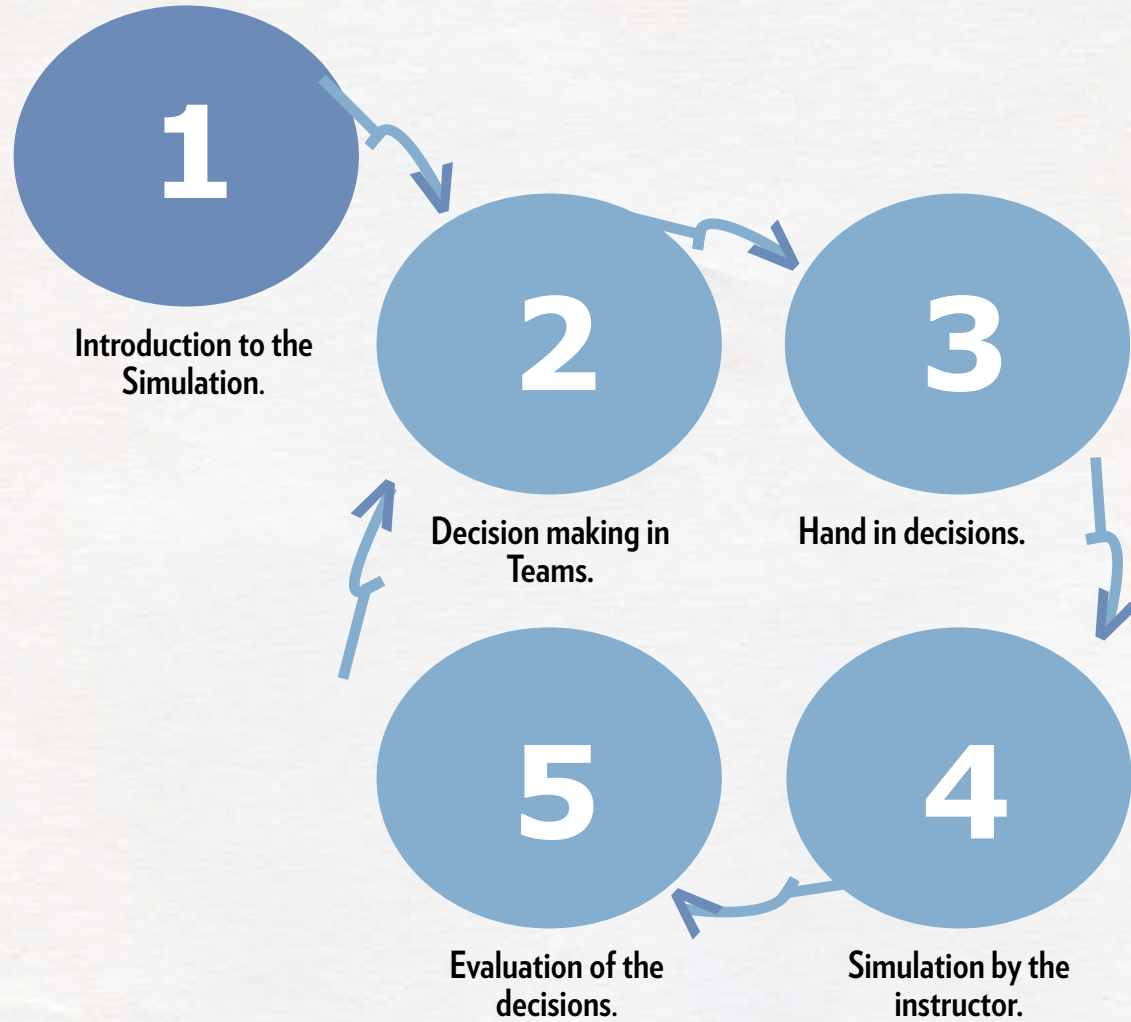 1
Introduction to the
Simulation.
2
Decision making in
Teams.
3
Hand in decisions.
4
Simulation by the
instructor.
5
Evaluation of the
decisions.